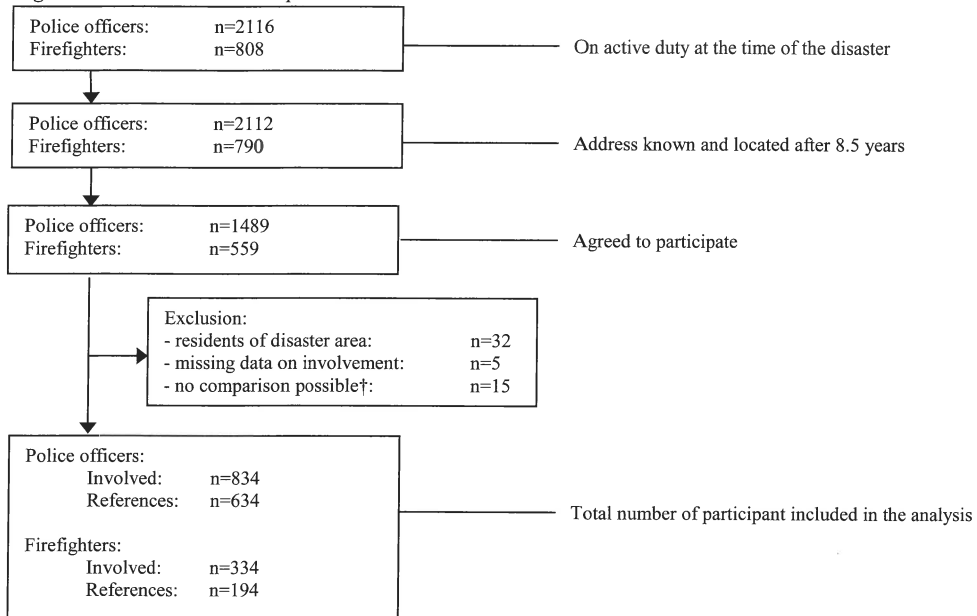 Police officers: n=2116
Firefighters: n=808
On active duty at the time of the disaster
Police officers: n=2112
Firefighters: n=790
Address known and located after 8.5 years
Police officers: n=1489
Firefighters: n=559
Agreed to participate
Exclusion:
- residents of disaster area: n=32
- missing data on involvement: n=5
- no comparison possible†: n=15
Police officers:
Involved: n=834
References: n=634
Firefighters:
Involved: n=334
References: n=194
Total number of participant included in the analysis